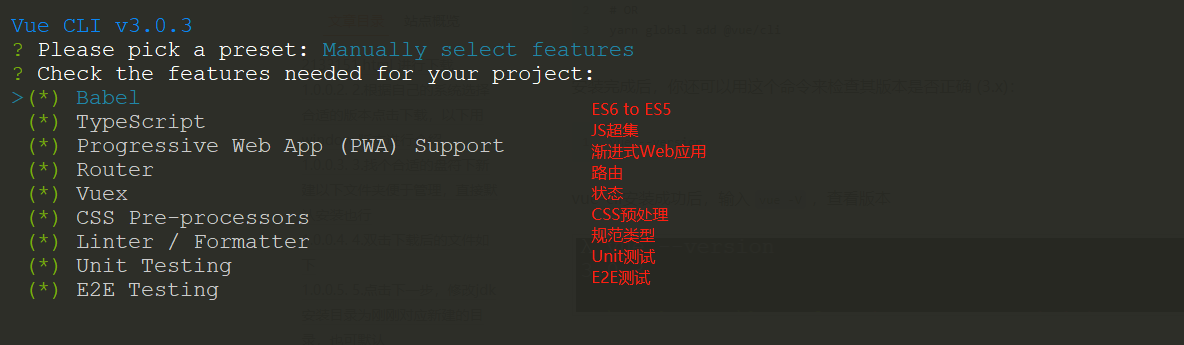 Vue CLI v3.0.3
? Please pick a preset: Manually select features
? Check the features needed for your project:
>(*) Babel
(*) TypeScript
(*) Progressive Web App (PWA) Support
(*) Router
(*) Vuex
(*) CSS Pre-processors
(*) Linter / Formatter
(*) Unit Testing
(*) E2E Testing
ES6 to ES5
JS超集
渐进式Web应用
路由
状态
CSS预处理
规范类型
Unit测试
E2E测试